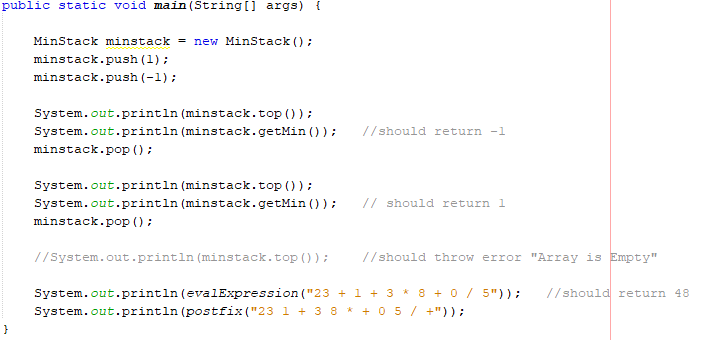 public static void main(String[] args) {
MinStack minstack = new MinStack();
minstack.push(1);
minstack.push(-1);
System.out.println(minstack.top());
System.out.println(minstack.getMin());   //should return -1
minstack.pop();
System.out.println(minstack.top());
System.out.println(minstack.getMin());   // should return 1
minstack.pop();
//System.out.println(minstack.top());    //should throw error "Array is Empty"
System.out.println(evalExpression("23 + 1 + 3 * 8 + 0 / 5"));   //should return 48
System.out.println(postfix("23 1 + 3 8 * + 0 5 / +"));
}